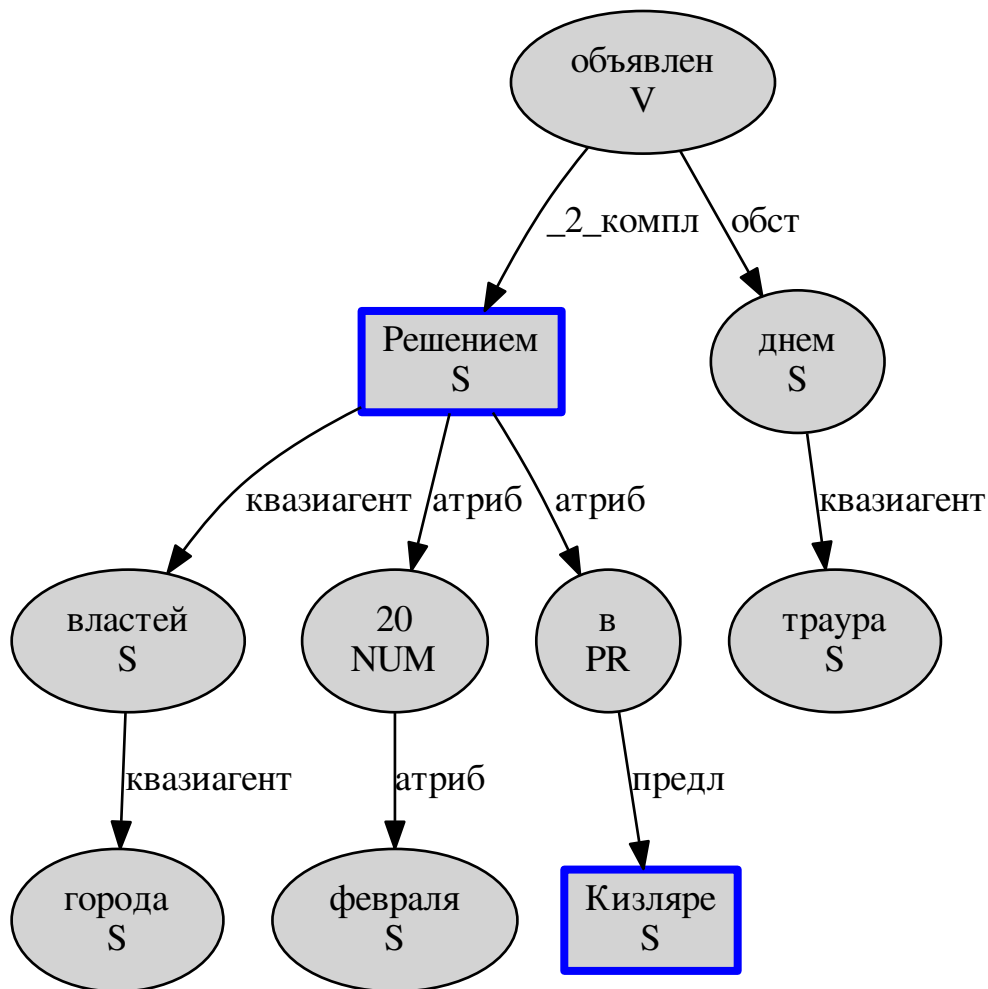 объявлен
V
_2_компл
обст
Решением
S
днем
S
квазиагент
атриб
атриб
квазиагент
властей
S
20
NUM
в
PR
траура
S
квазиагент
атриб
предл
города
S
февраля
S
Кизляре
S